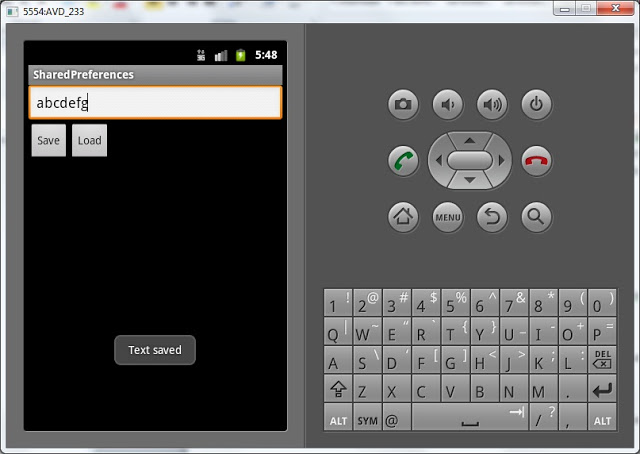 5554:AVD_233
3G 5:48
SharedPreferences
abcdefg
Save Load
Text saved
MENU
1 ! 2 @ 3 # 4 $ 5 % 6 ^ 7 & 8 * 9 ( 0 )
Q | W ~ E " R ` T { Y } U _ I - O + P =
A S \ D ' F [ G ] H < J > K ; L : DEL
Z X C V B N M .
ALT SYM @ / ? , ALT